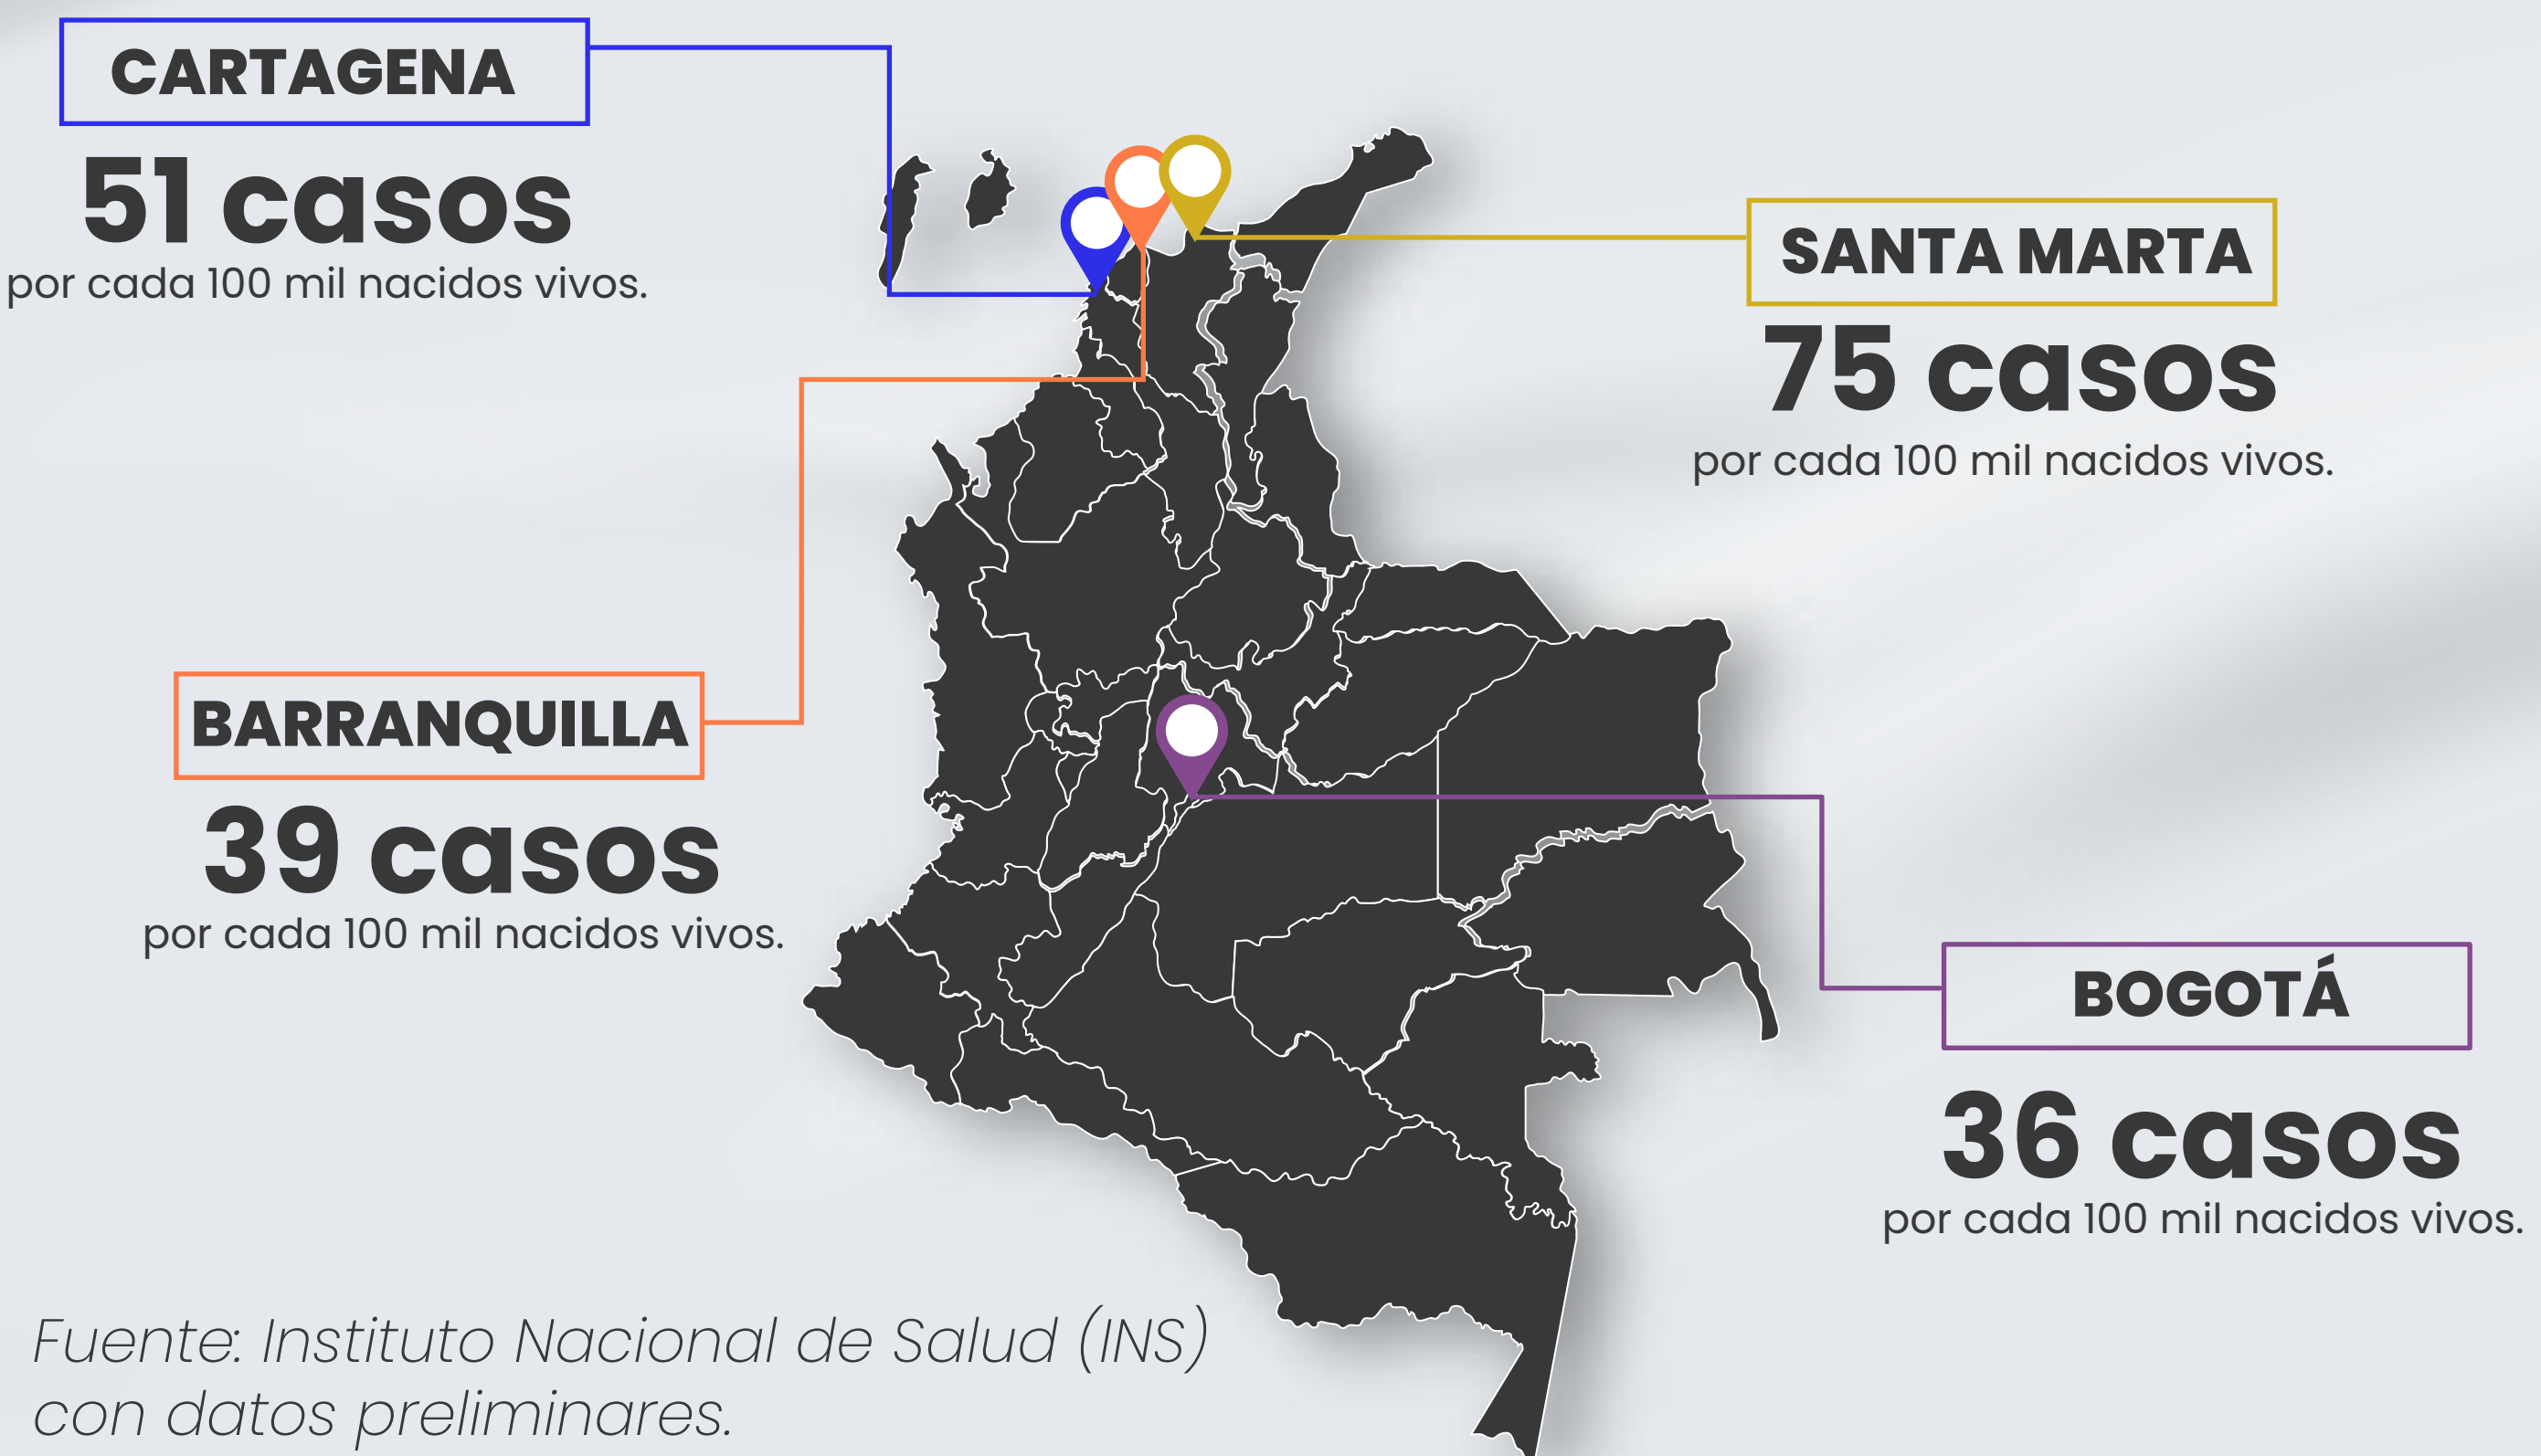 CARTAGENA
51 casos
por cada 100 mil nacidos vivos.
SANTA MARTA
75 casos
por cada 100 mil nacidos vivos.
BARRANQUILLA
39 casos
por cada 100 mil nacidos vivos.
BOGOTÁ
36 casos
por cada 100 mil nacidos vivos.
Fuente: Instituto Nacional de Salud (INS)
con datos preliminares.